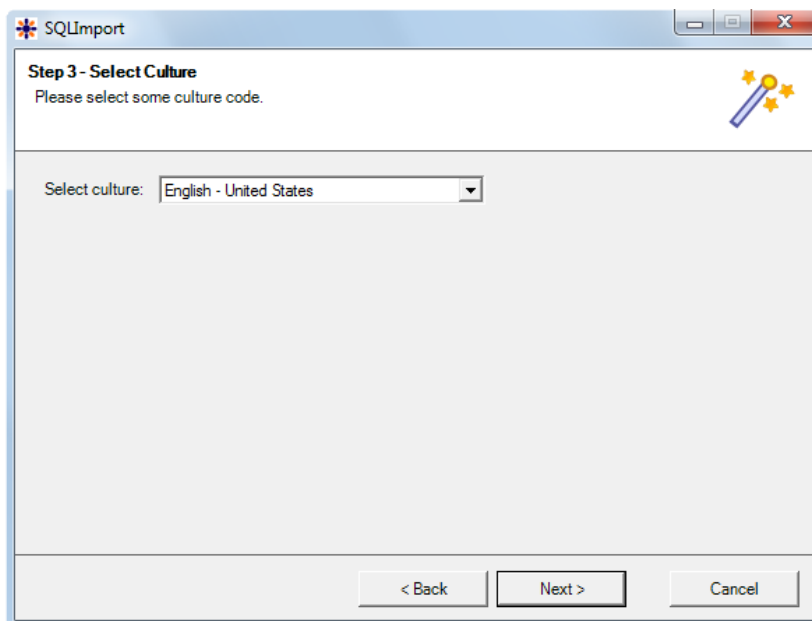 SQLImport
Step 3 - Select Culture
Please select some culture code.
Select culture: English - United States
< Back Next > Cancel